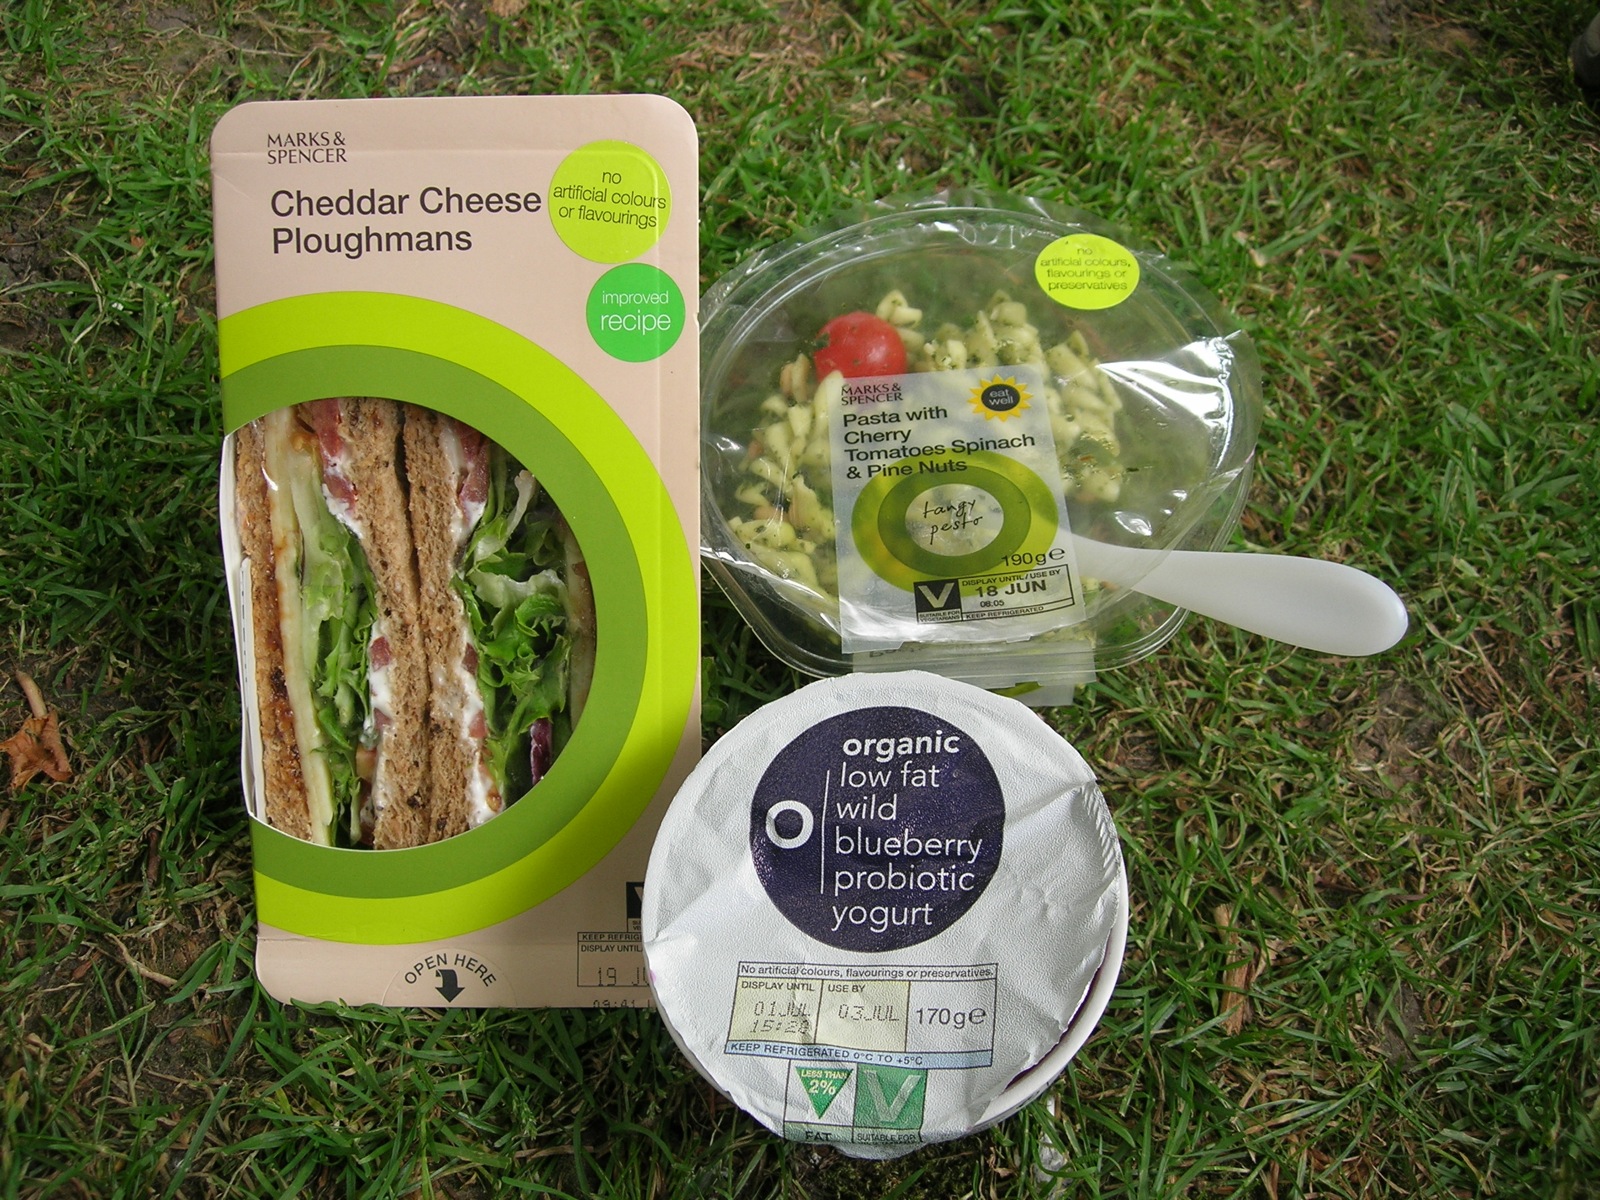 MARKS &
SPENCER
Cheddar Cheese
Ploughmans
no
artificial colours
or flavourings
improved
recipe
OPEN HERE
KEEP REFRIG
DISPLAY UNTIL
19 JU
09:41
no
artificial colours,
flavourings or
preservatives
MARKS &
SPENCER
eat
well
Pasta with
Cherry
Tomatoes Spinach
& Pine Nuts
tangy
pesto
190g℮
V
SUITABLE FOR
VEGETARIANS
DISPLAY UNTIL / USE BY
18 JUN
08:05
KEEP REFRIGERATED
organic
low fat
O wild
blueberry
probiotic
yogurt
No artificial colours, flavourings or preservatives.
DISPLAY UNTIL USE BY
01JUL 03JUL 170g℮
15:20
KEEP REFRIGERATED 0°C TO +5°C
LESS THAN
2%
FAT
V
SUITABLE FOR